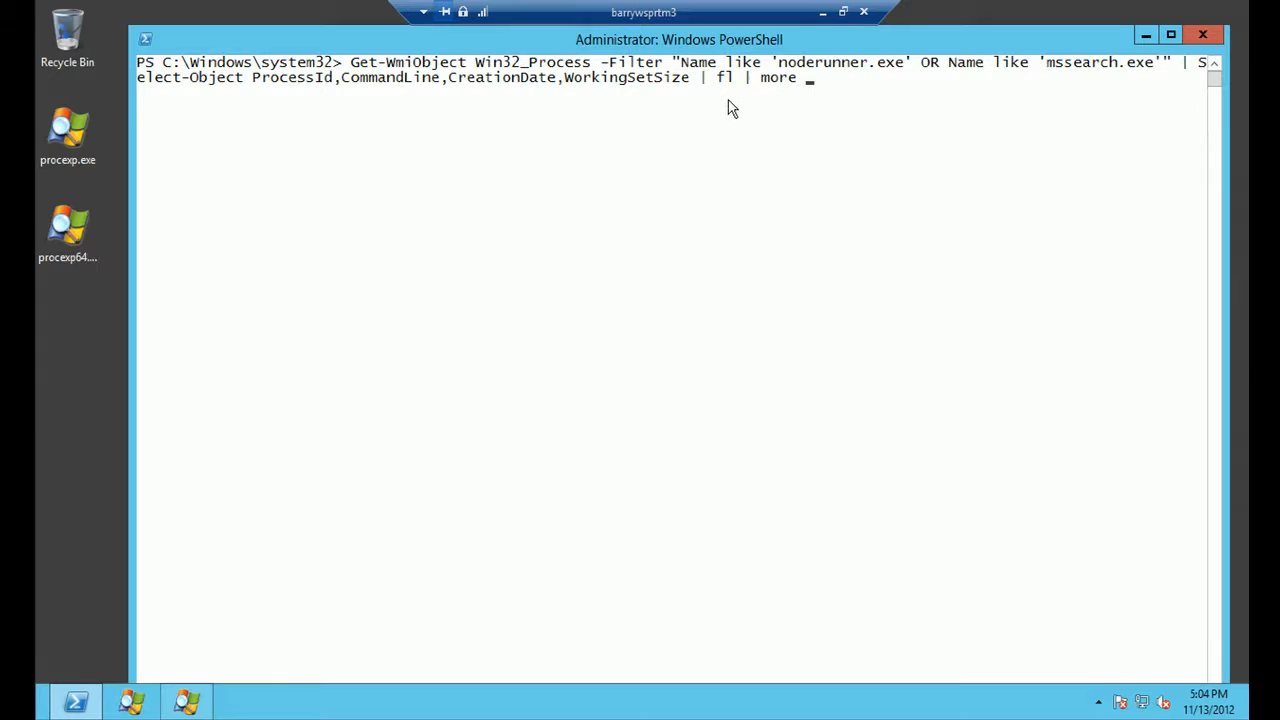 barrywsprtm3
Recycle Bin
Administrator: Windows PowerShell
PS C:\Windows\system32> Get-WmiObject Win32_Process -Filter "Name like 'noderunner.exe' OR Name like 'mssearch.exe'" | S
elect-Object ProcessId,CommandLine,CreationDate,WorkingSetSize | fl | more _
procexp.exe
procexp64....
5:04 PM
11/13/2012